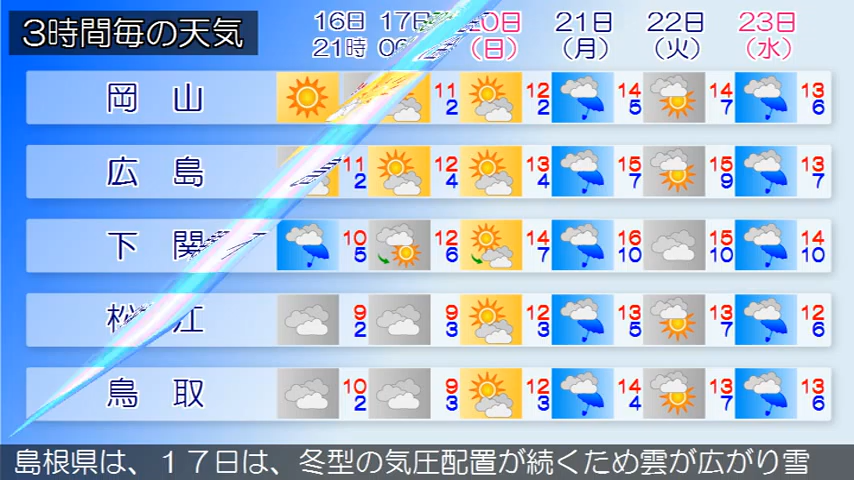 3時間毎の天気
16日 17日 20日 21日 22日 23日
21時 06 (日) (月) (火) (水)
岡 山 11 2 12 2 14 5 14 7 13 6
広 島 11 2 12 4 13 4 15 7 15 9 13 7
下 関 10 5 12 6 14 7 16 10 15 10 14 10
松 江 9 2 9 3 12 3 13 5 13 7 12 6
鳥 取 10 2 9 3 12 3 14 4 13 7 13 6
島根県は、１７日は、冬型の気圧配置が続くため雲が広がり雪